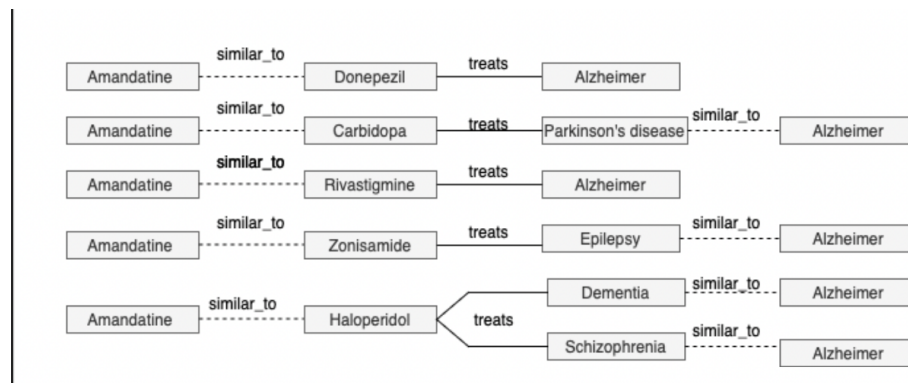 similar_to
treats
Amandatine
Donepezil
Alzheimer
similar_to
treats
similar_to
Amandatine
Carbidopa
Parkinson's disease
Alzheimer
similar_to
treats
Amandatine
Rivastigmine
Alzheimer
similar_to
treats
similar_to
Amandatine
Zonisamide
Epilepsy
Alzheimer
similar_to
treats
Amandatine
Haloperidol
Dementia
similar_to
Alzheimer
Schizophrenia
similar_to
Alzheimer